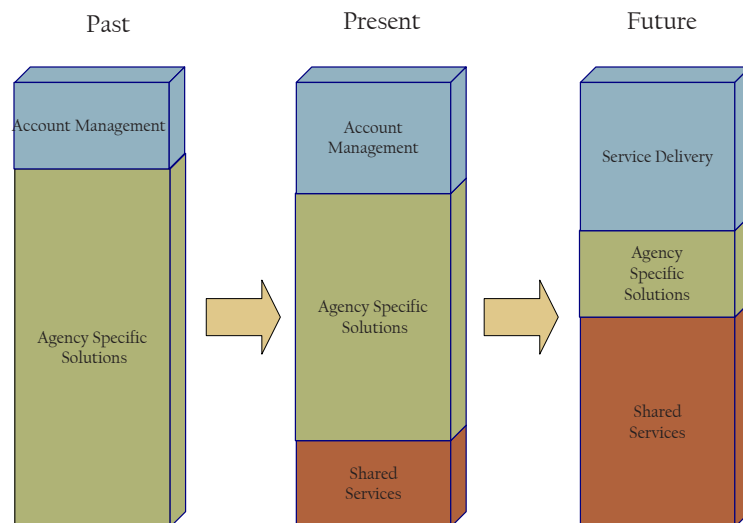 Past
Present
Future
Account Management
Agency Specific
Solutions
Account
Management
Agency Specific
Solutions
Shared
Services
Service Delivery
Agency
Specific
Solutions
Shared
Services